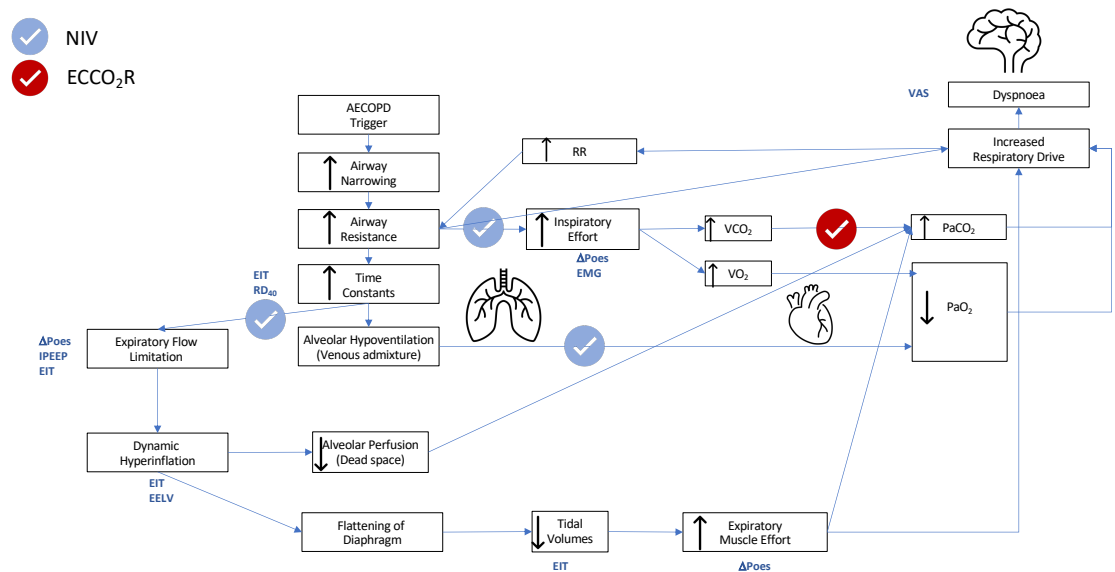 NIV
ECCO₂R
VAS
Dyspnoea
AECOPD
Trigger
Increased
Respiratory Drive
↑ RR
↑ Airway
Narrowing
↑ Airway
Resistance
↑ Inspiratory
Effort
ΔPoes
EMG
↑ VCO₂
↑ PaCO₂
↑ VO₂
EIT
RD₄₀
↑ Time
Constants
↓ PaO₂
ΔPoes
IPEEP
EIT
Expiratory Flow
Limitation
Alveolar Hypoventilation
(Venous admixture)
Dynamic
Hyperinflation
EIT
EELV
↓ Alveolar Perfusion
(Dead space)
Flattening of
Diaphragm
↓ Tidal
Volumes
EIT
↑ Expiratory
Muscle Effort
ΔPoes